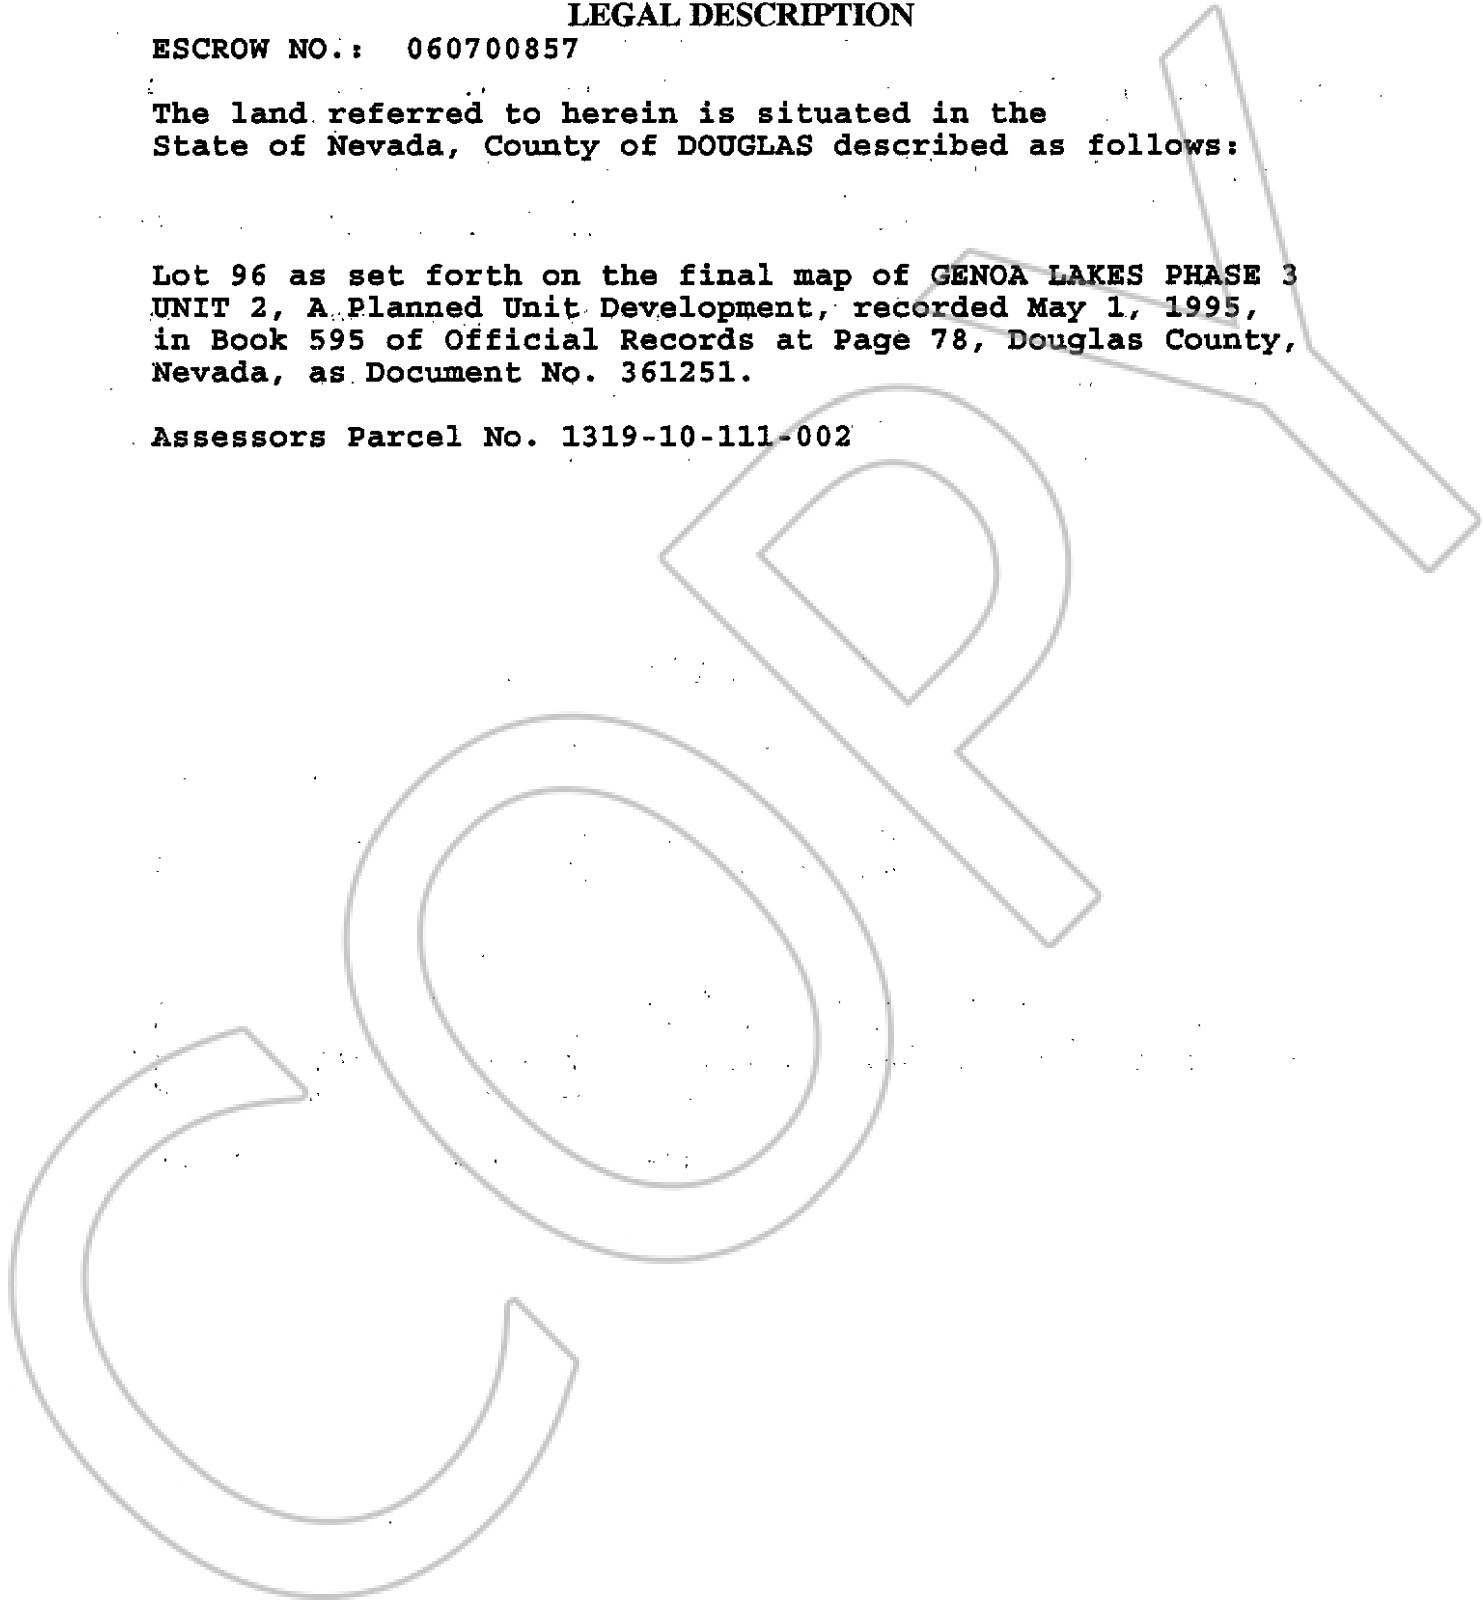 LEGAL DESCRIPTION
ESCROW NO.: 060700857
The land referred to herein is situated in the
State of Nevada, County of DOUGLAS described as follows:
Lot 96 as set forth on the final map of GENOA LAKES PHASE 3
UNIT 2, A Planned Unit Development, recorded May 1, 1995,
in Book 595 of Official Records at Page 78, Douglas County,
Nevada, as Document No. 361251.
Assessors Parcel No. 1319-10-111-002
COPY